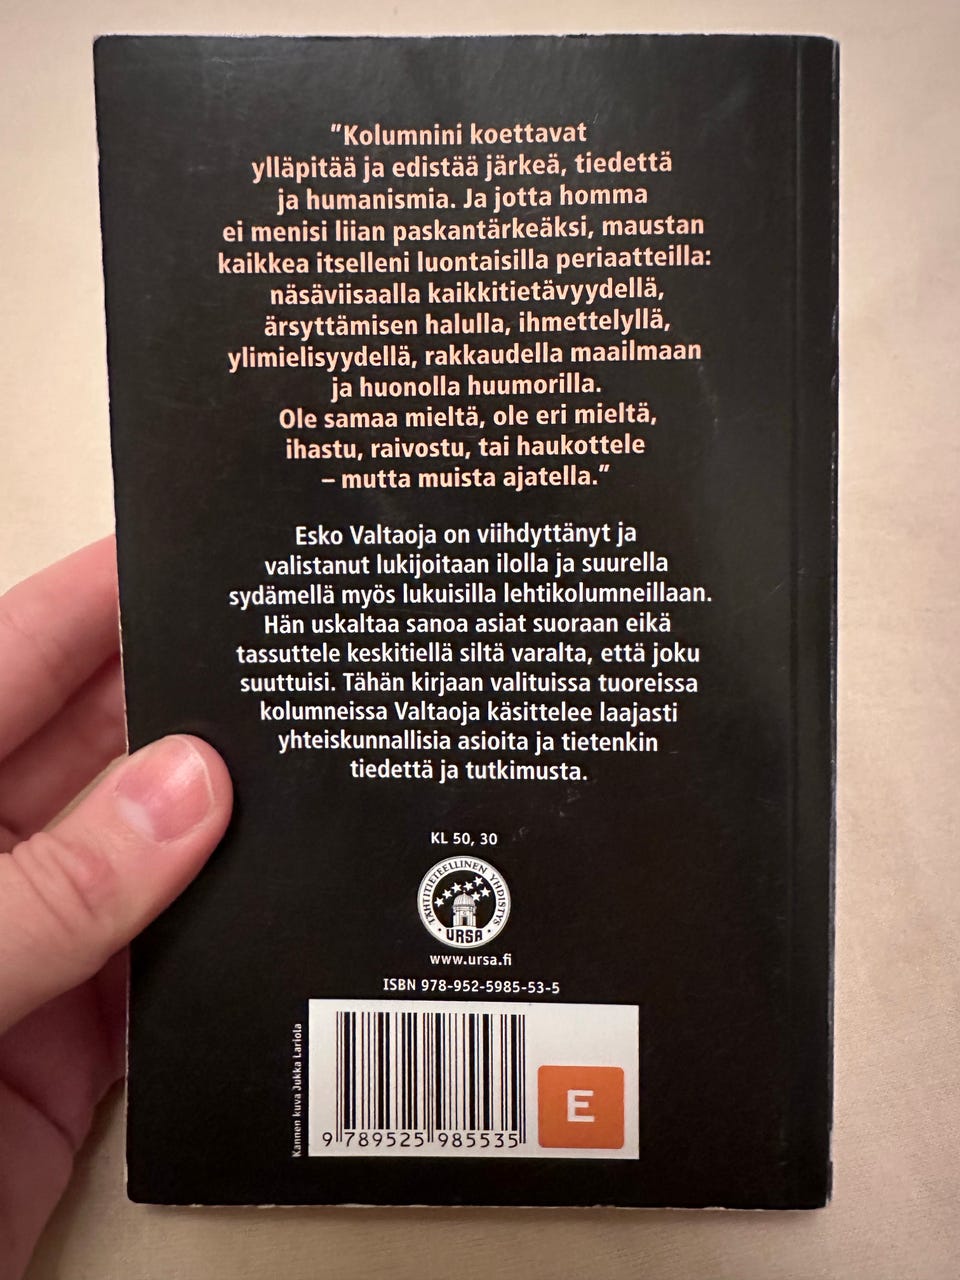 ”Kolumnini koettavat
ylläpitää ja edistää järkeä, tiedettä
ja humanismia. Ja jotta homma
ei menisi liian paskantärkeäksi, maustan
kaikkea itselleni luontaisilla periaatteilla:
näsäviisaalla kaikkitietävyydellä,
ärsyttämisen halulla, ihmettelyllä,
ylimielisyydellä, rakkaudella maailmaan
ja huonolla huumorilla.
Ole samaa mieltä, ole eri mieltä,
ihastu, raivostu, tai haukottele
– mutta muista ajatella.”
Esko Valtaoja on viihdyttänyt ja
valistanut lukijoitaan ilolla ja suurella
sydämellä myös lukuisilla lehtikolumneillaan.
Hän uskaltaa sanoa asiat suoraan eikä
tassuttele keskitiellä siltä varalta, että joku
suuttuisi. Tähän kirjaan valituissa tuoreissa
kolumneissa Valtaoja käsittelee laajasti
yhteiskunnallisia asioita ja tietenkin
tiedettä ja tutkimusta.
KL 50, 30
TÄHTITIETEELLINEN YHDISTYS
URSA
www.ursa.fi
ISBN 978-952-5985-53-5
Kannen kuva Jukka Lariola
E
9 789525 985535